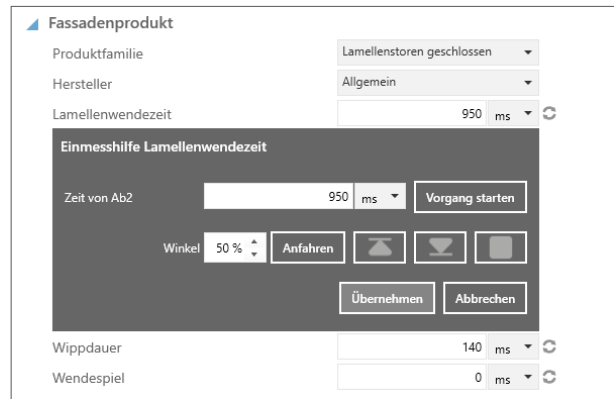 Fassadenprodukt
Produktfamilie Lamellenstoren geschlossen
Hersteller Allgemein
Lamellenwendezeit 950 ms
Einmesshilfe Lamellenwendezeit
Zeit von Ab2 950 ms Vorgang starten
Winkel 50 % Anfahren
Übernehmen Abbrechen
Wippdauer 140 ms
Wendespiel 0 ms